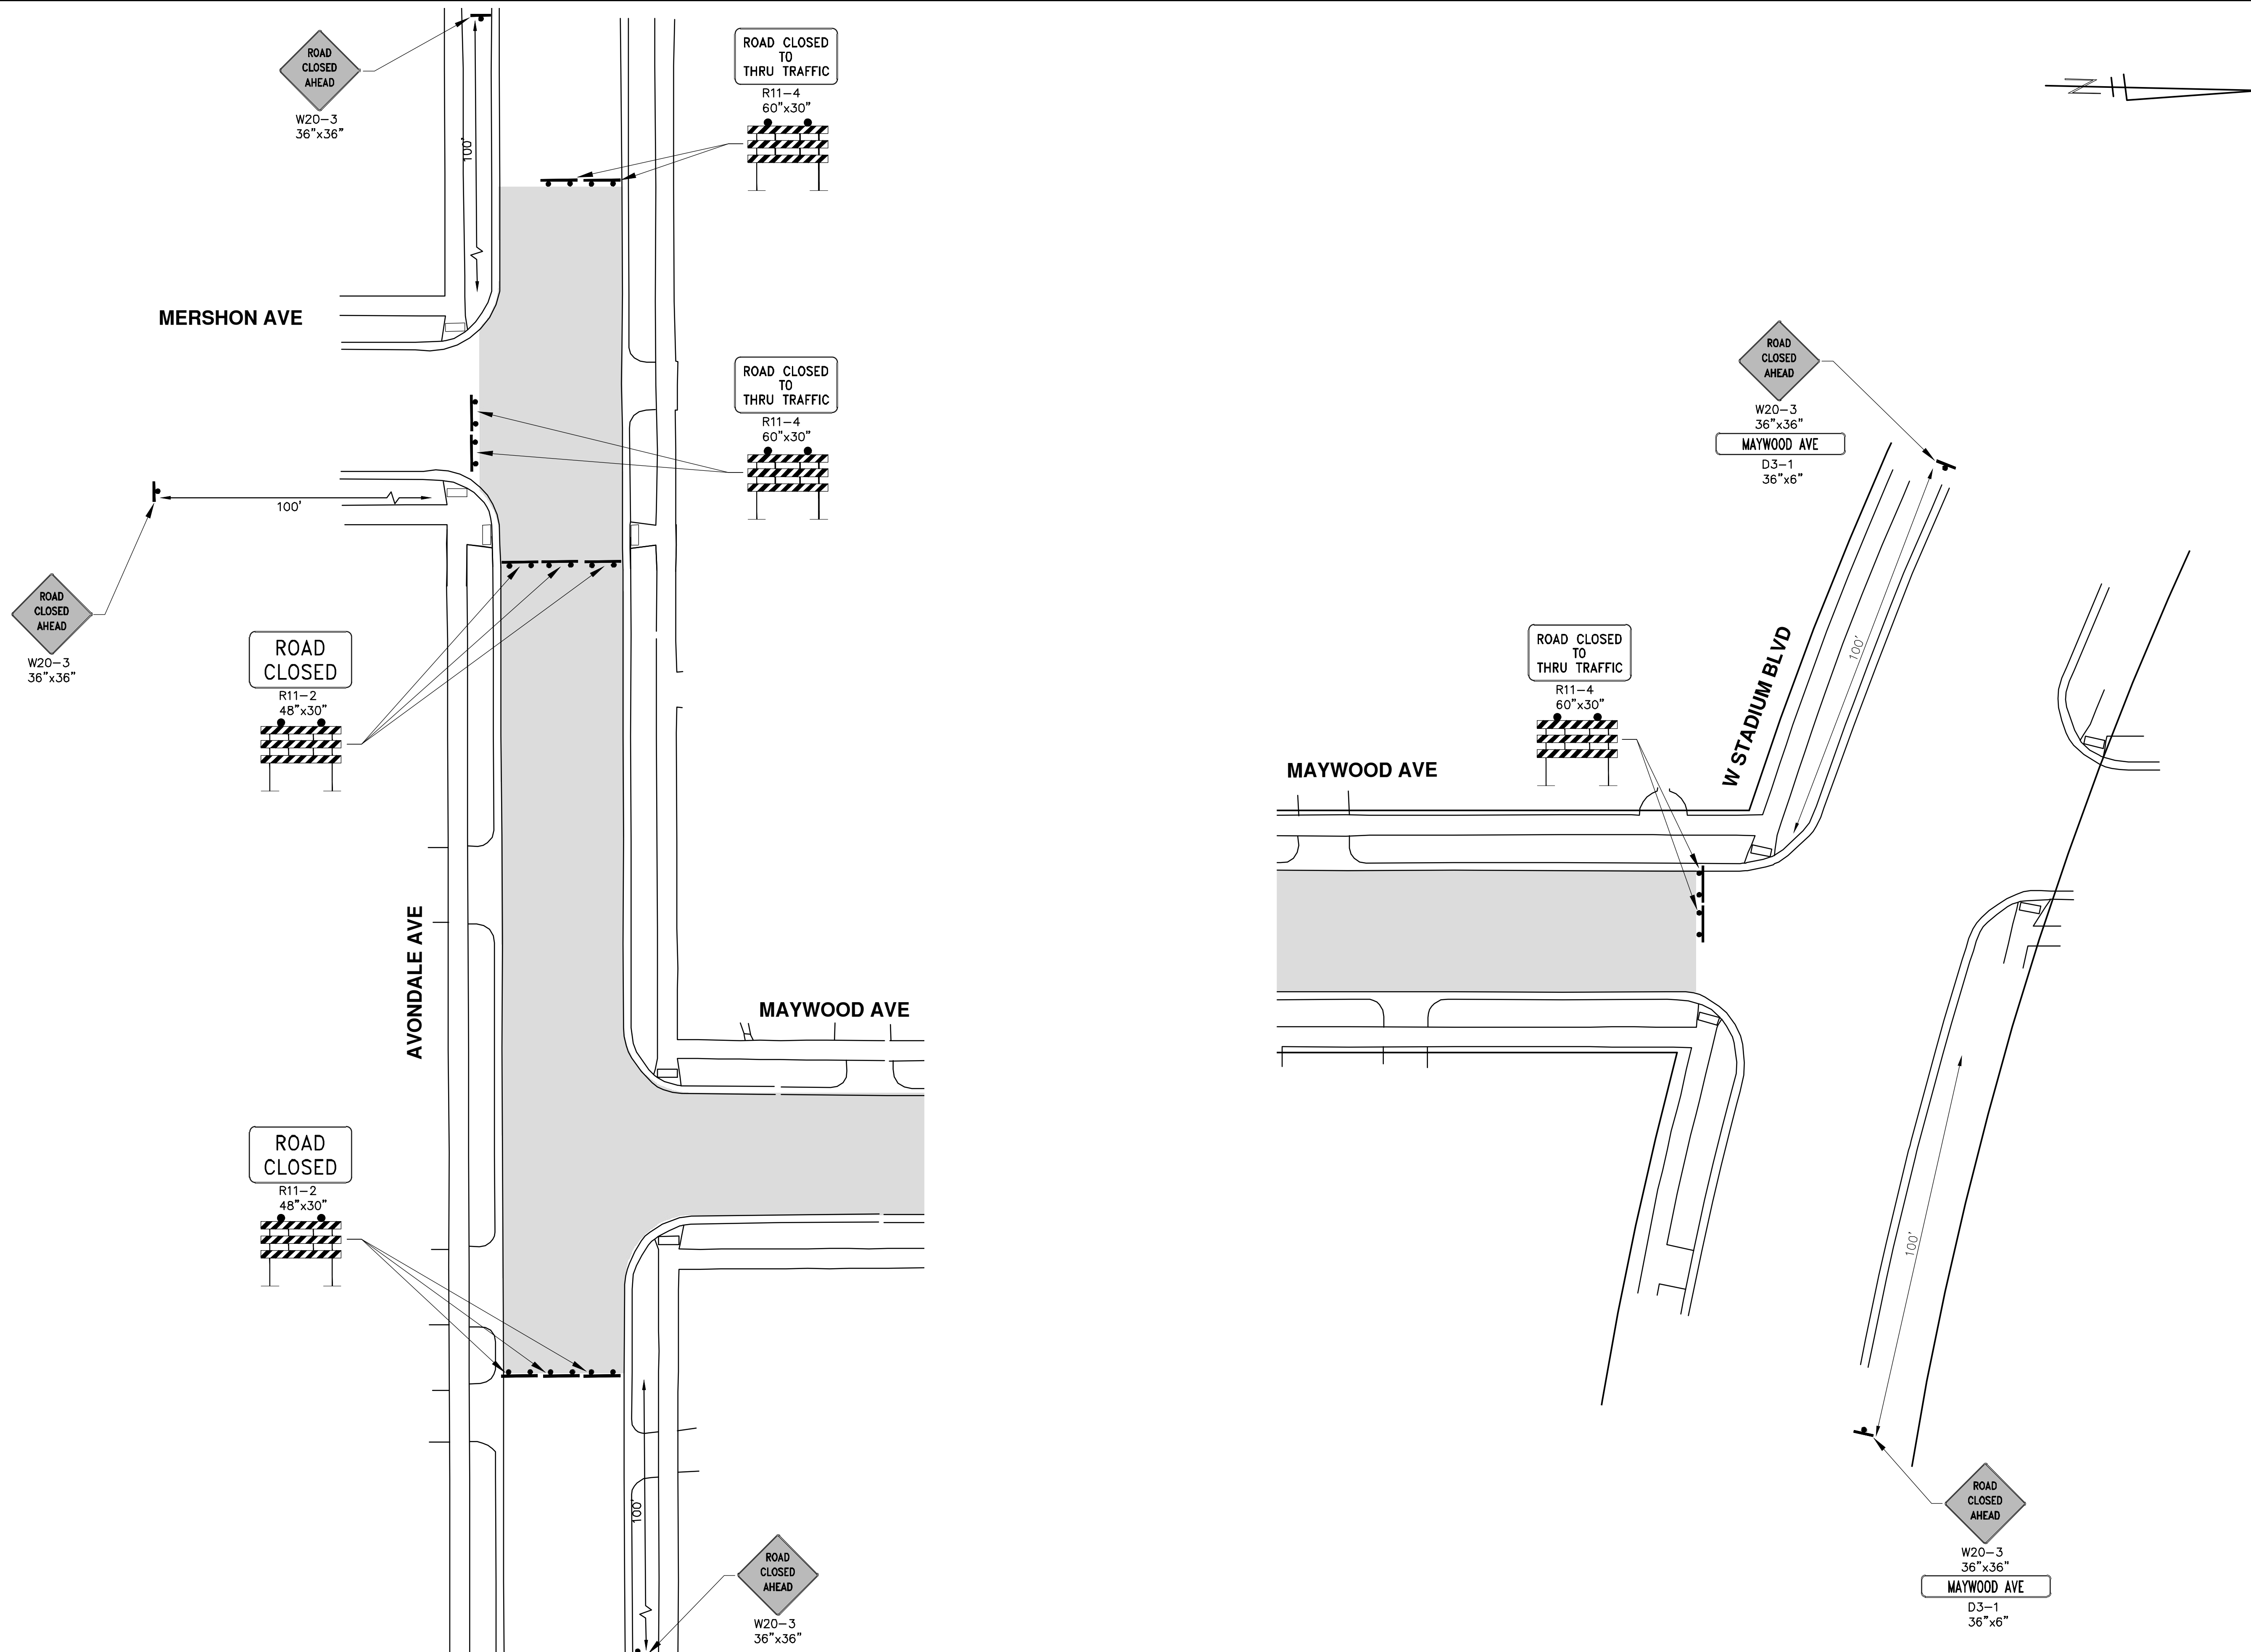 ROAD
CLOSED
AHEAD
W20-3
36"x36"
100'
ROAD CLOSED
TO
THRU TRAFFIC
R11-4
60"x30"
N
MERSHON AVE
ROAD CLOSED
TO
THRU TRAFFIC
R11-4
60"x30"
100'
ROAD
CLOSED
AHEAD
W20-3
36"x36"
ROAD
CLOSED
R11-2
48"x30"
AVONDALE AVE
MAYWOOD AVE
ROAD
CLOSED
R11-2
48"x30"
100'
ROAD
CLOSED
AHEAD
W20-3
36"x36"
ROAD
CLOSED
AHEAD
W20-3
36"x36"
MAYWOOD AVE
D3-1
36"x6"
ROAD CLOSED
TO
THRU TRAFFIC
R11-4
60"x30"
W STADIUM BLVD
100'
MAYWOOD AVE
100'
ROAD
CLOSED
AHEAD
W20-3
36"x36"
MAYWOOD AVE
D3-1
36"x6"